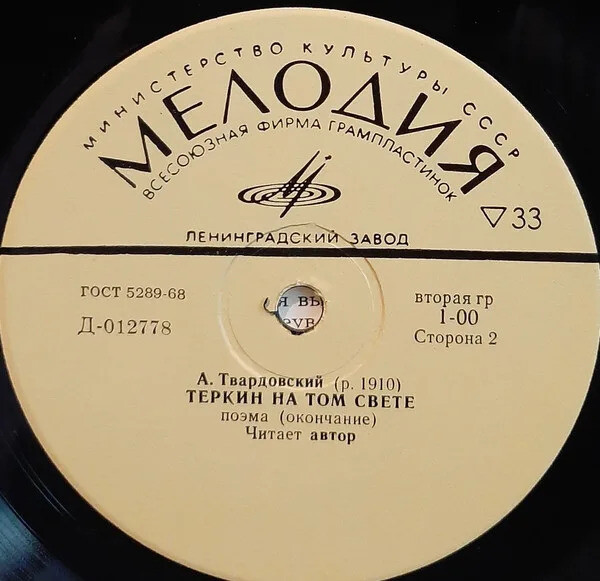 МИНИСТЕРСТВО КУЛЬТУРЫ СССР
МЕЛОДИЯ
ВСЕСОЮЗНАЯ ФИРМА ГРАМПЛАСТИНОК
▽33
ЛЕНИНГРАДСКИЙ ЗАВОД
ГОСТ 5289-68
Д-012778
вторая гр
1-00
Сторона 2
Я ВЫ
А. Твардовский (р. 1910)
ТЕРКИН НА ТОМ СВЕТЕ
поэма (окончание)
Читает автор